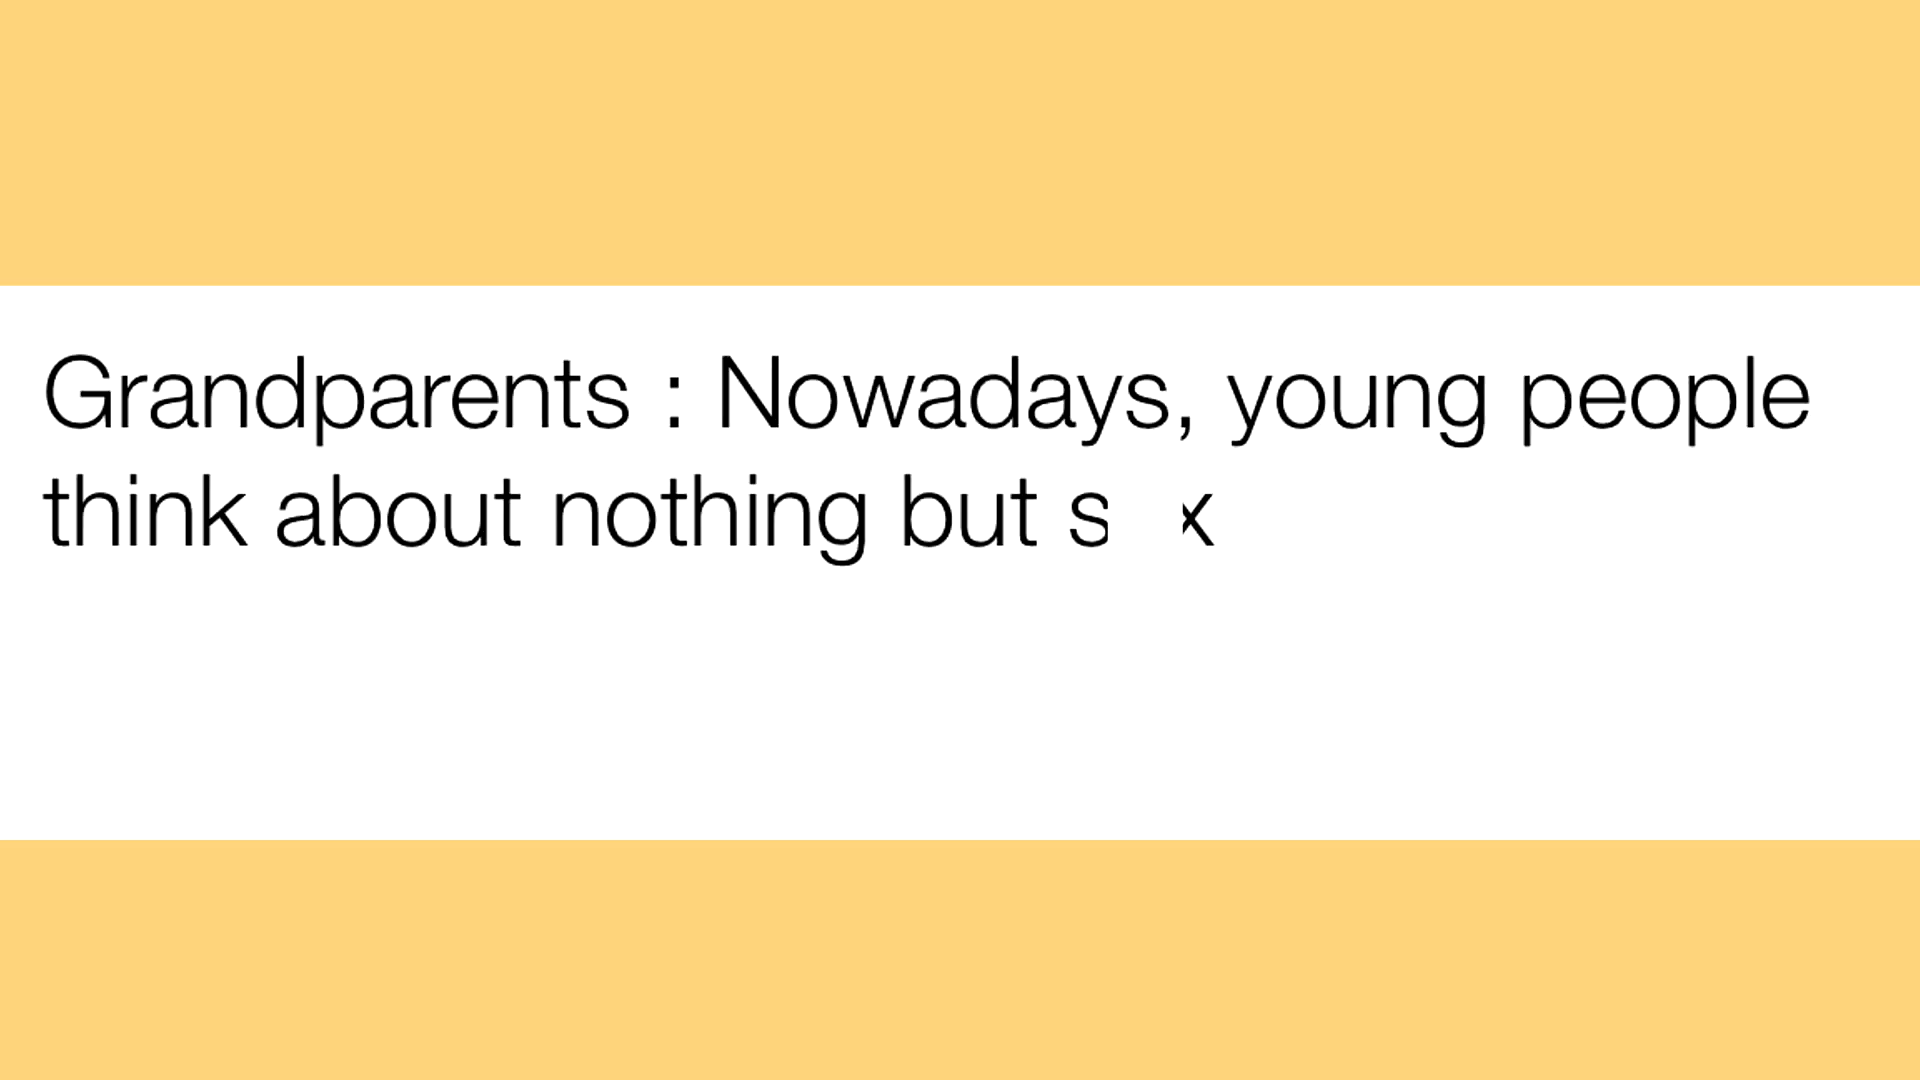 Grandparents : Nowadays, young people
think about nothing but s x